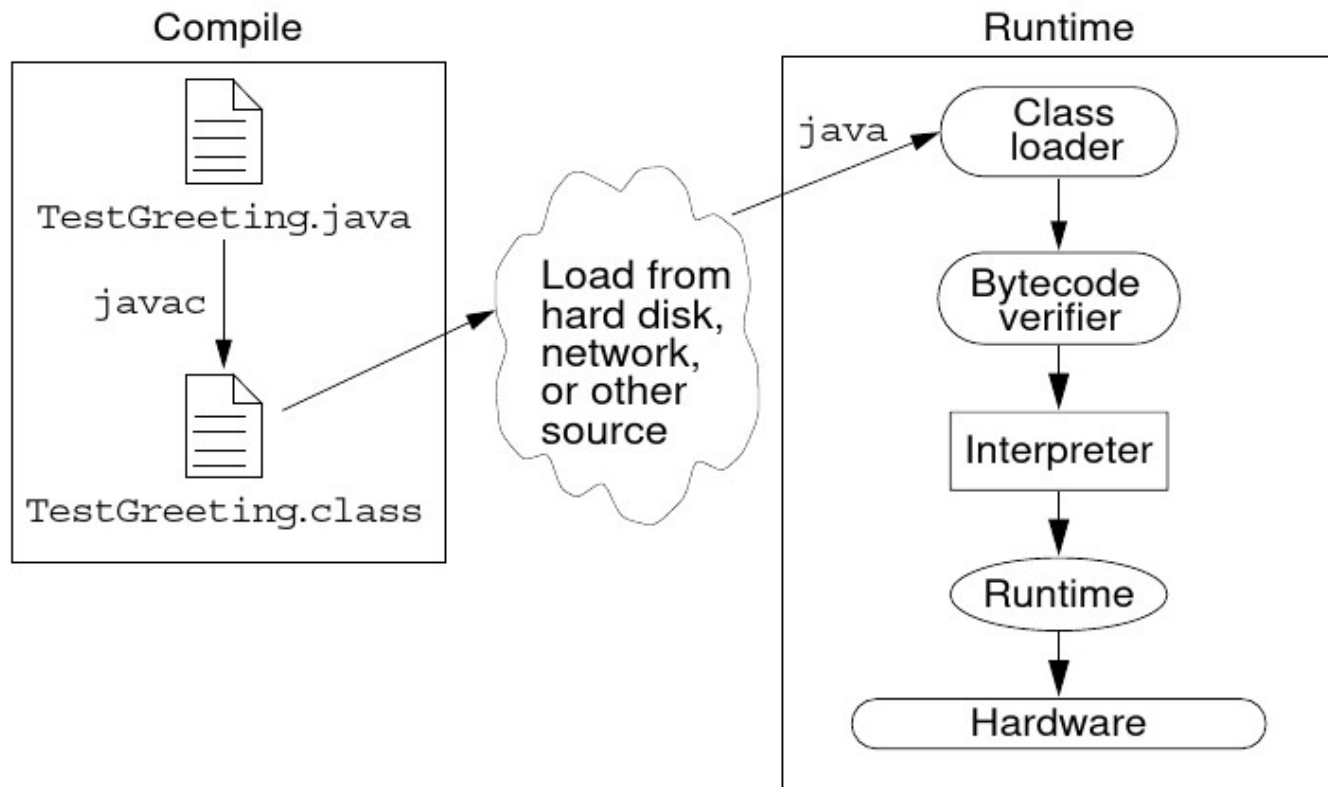 Compile
TestGreeting.java
javac
TestGreeting.class
Load from
hard disk,
network,
or other
source
Runtime
java
Class
loader
Bytecode
verifier
Interpreter
Runtime
Hardware